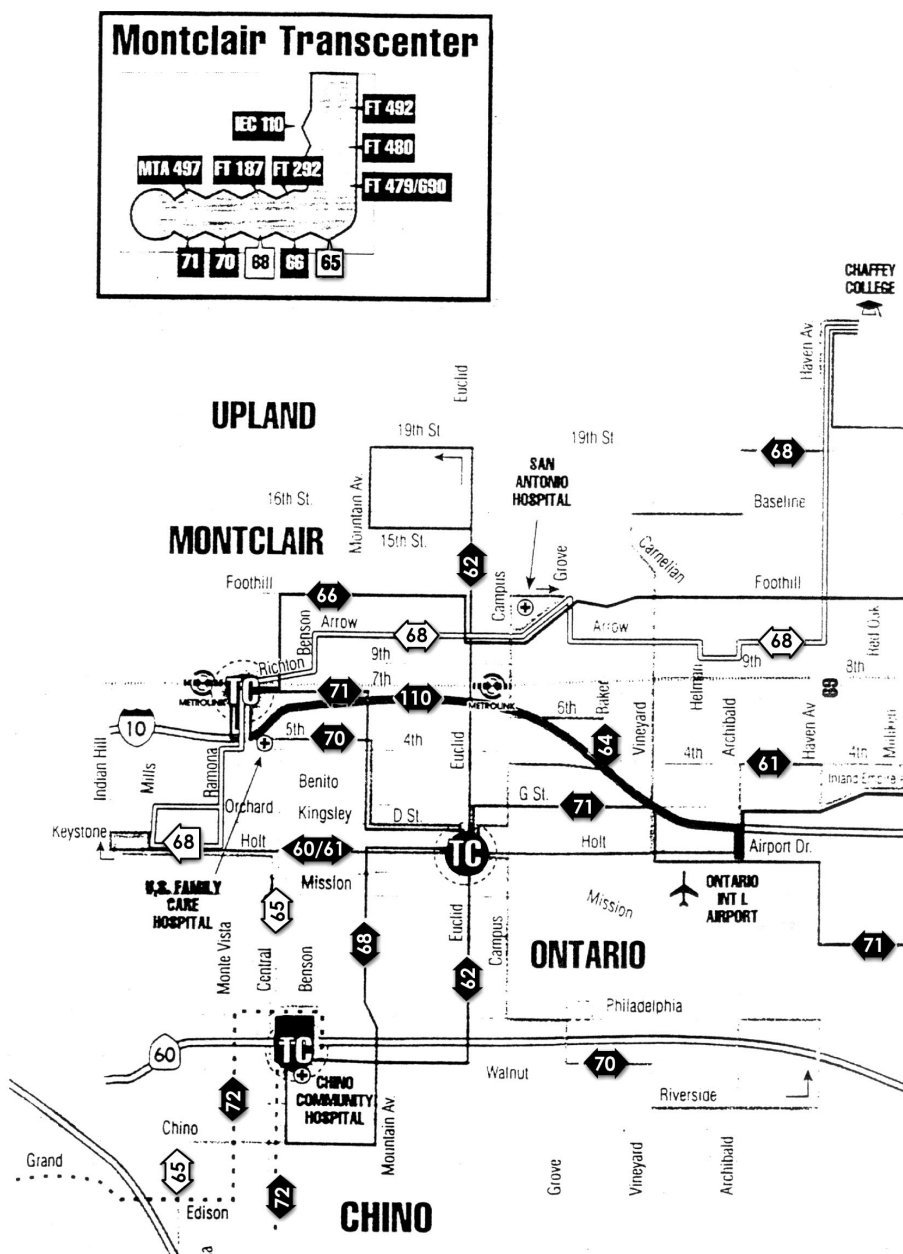 Montclair Transcenter
FT 492
IEC 110
FT 480
MTA 497
FT 187
FT 292
FT 479/690
71
70
68
66
65
CHAFFEY
COLLEGE
Haven Av
Euclid
UPLAND
19th St
19th St
68
SAN
ANTONIO
HOSPITAL
Mountain Av.
16th St.
Baseline
15th St.
MONTCLAIR
Carnelian
62
Grove
Campus
Foothill
66
Foothill
Benson
Arrow
68
Arrow
68
Red Oak
9th
9th
Richton
7th
8th
TC
METROLINK
71
110
METROLINK
Helman
69
10
6th
Baker
Vineyard
Archibald
Haven Av
5th
70
4th
Euclid
64
4th
61
4th
Indian Hill
Mills
Ramona
Benito
Inland Empire
Orchard
Kingsley
D St.
G St.
71
Keystone
68
Holt
60/61
TC
Holt
Airport Dr.
Mission
U.S. FAMILY
CARE
HOSPITAL
65
Mission
ONTARIO
INT L
AIRPORT
Monte Vista
Central
Benson
68
Euclid
Campus
ONTARIO
71
62
Philadelphia
60
TC
70
Walnut
CHINO
COMMUNITY
HOSPITAL
72
Riverside
Chino
Mountain Av.
Grand
65
72
Grove
Vineyard
Archibald
Edison
CHINO